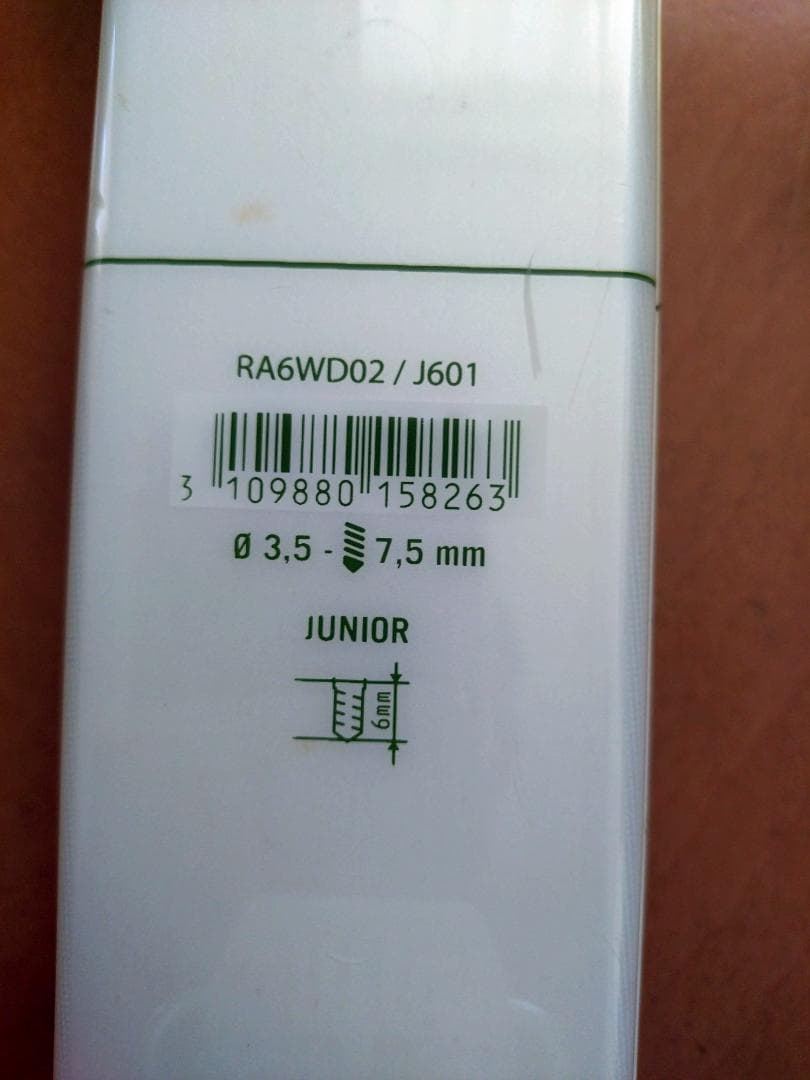 RA6WD02 / J601
3 109880 158263
Ø 3,5 - 7,5 mm
JUNIOR
6mm